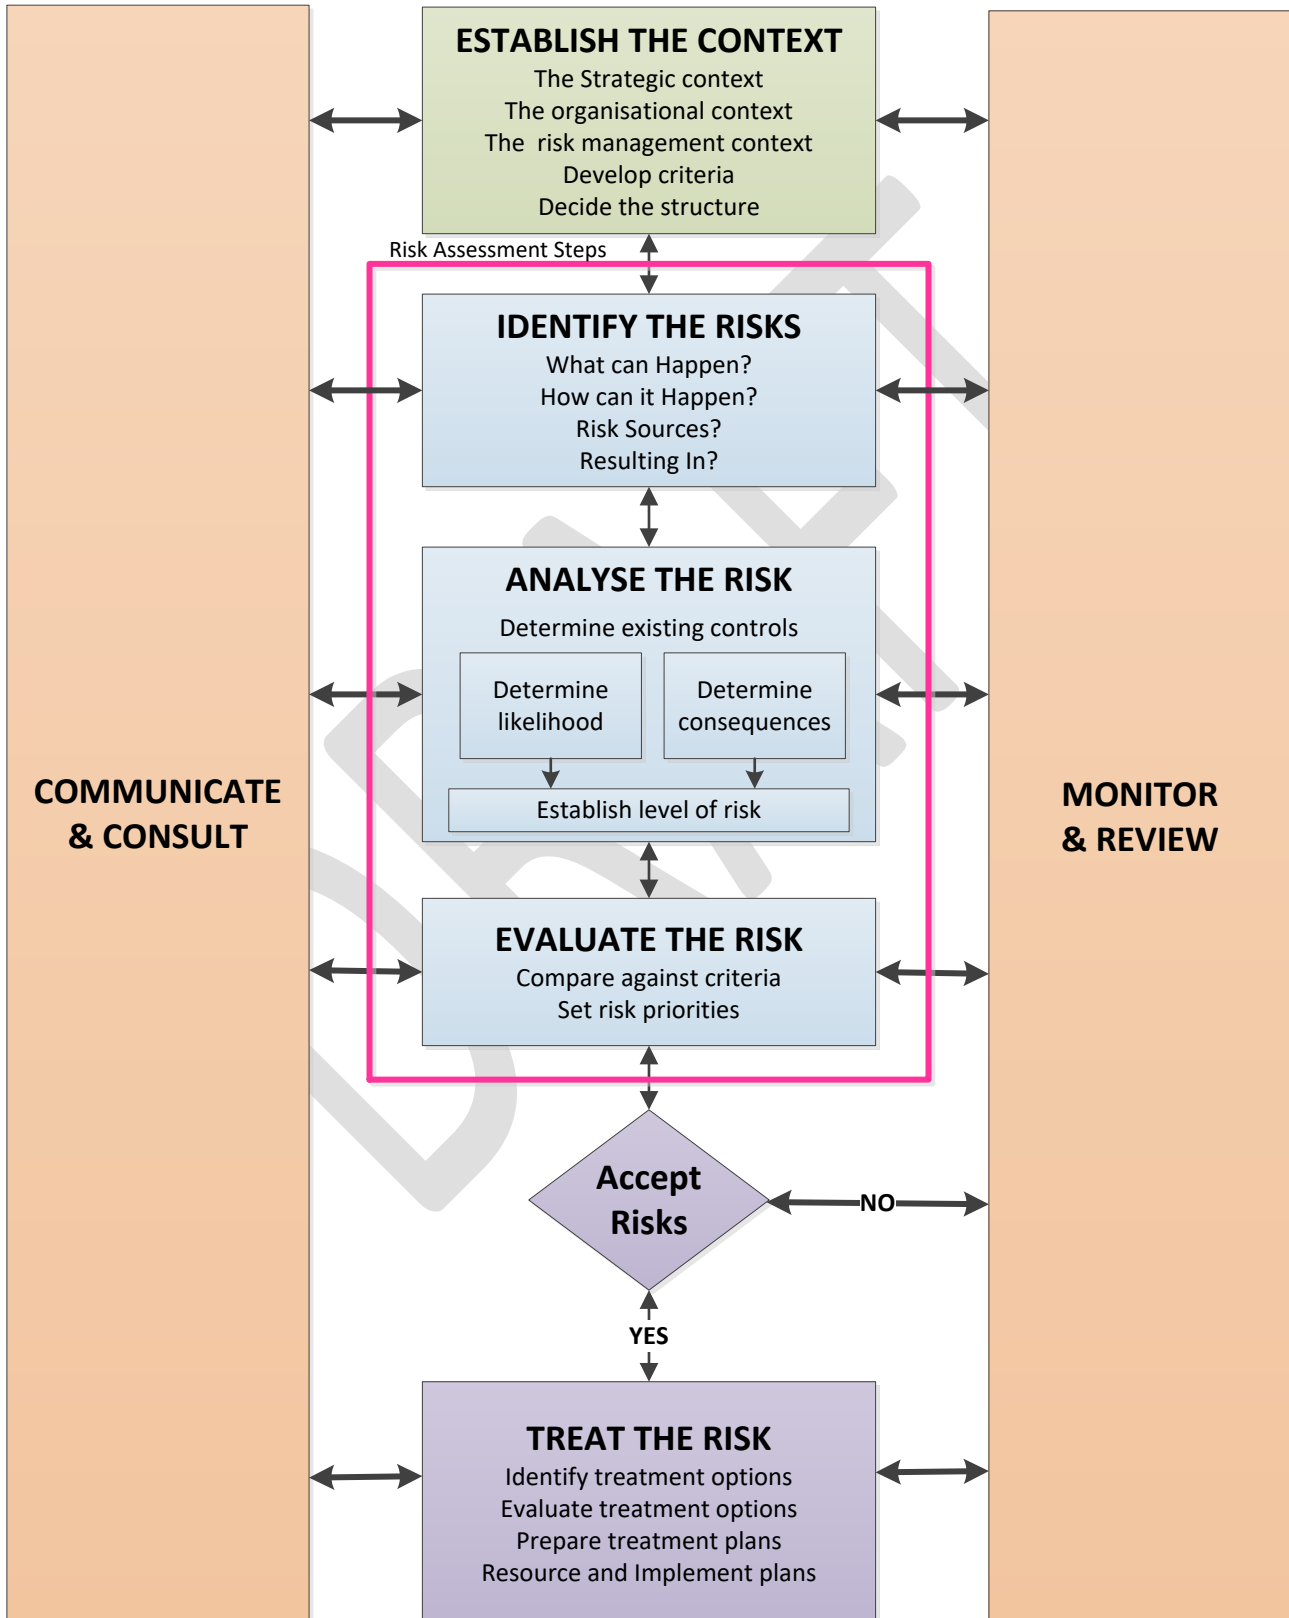 ESTABLISH THE CONTEXT
The Strategic context
The organisational context
The risk management context
Develop criteria
Decide the structure
Risk Assessment Steps
IDENTIFY THE RISKS
What can Happen?
How can it Happen?
Risk Sources?
Resulting In?
ANALYSE THE RISK
Determine existing controls
Determine
likelihood
Determine
consequences
Establish level of risk
COMMUNICATE
& CONSULT
MONITOR
& REVIEW
EVALUATE THE RISK
Compare against criteria
Set risk priorities
Accept
Risks
NO
YES
TREAT THE RISK
Identify treatment options
Evaluate treatment options
Prepare treatment plans
Resource and Implement plans
DRAFT